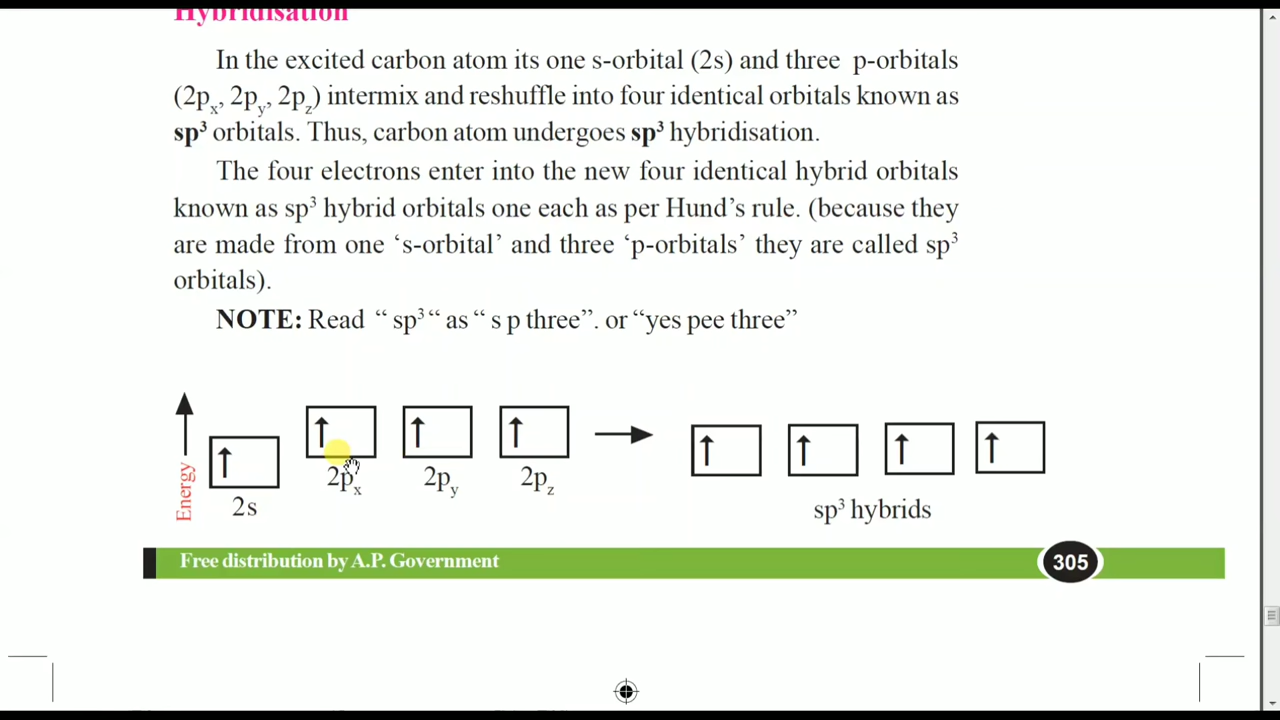 Hybridisation
In the excited carbon atom its one s-orbital (2s) and three p-orbitals
(2px, 2py, 2pz) intermix and reshuffle into four identical orbitals known as
sp³ orbitals. Thus, carbon atom undergoes sp³ hybridisation.
The four electrons enter into the new four identical hybrid orbitals
known as sp³ hybrid orbitals one each as per Hund’s rule. (because they
are made from one ‘s-orbital’ and three ‘p-orbitals’ they are called sp³
orbitals).
NOTE: Read “ sp³“ as “ s p three”. or “yes pee three”
Energy
2s
2px
2py
2pz
sp³ hybrids
Free distribution by A.P. Government
305